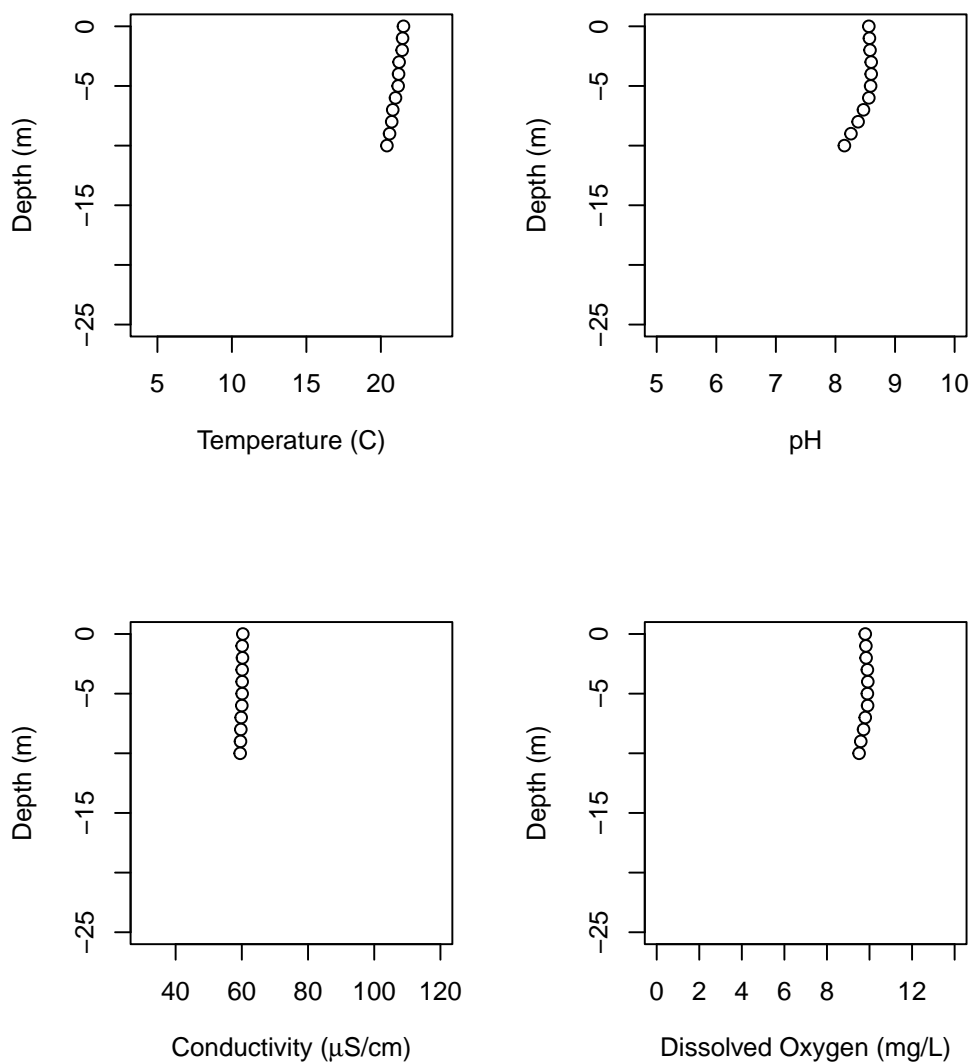 0
−5
−15
−25
Depth (m)
5 10 15 20
Temperature (C)
0
−5
−15
−25
Depth (m)
5 6 7 8 9 10
pH
0
−5
−15
−25
Depth (m)
40 60 80 100 120
Conductivity (μS/cm)
0
−5
−15
−25
Depth (m)
0 2 4 6 8 12
Dissolved Oxygen (mg/L)